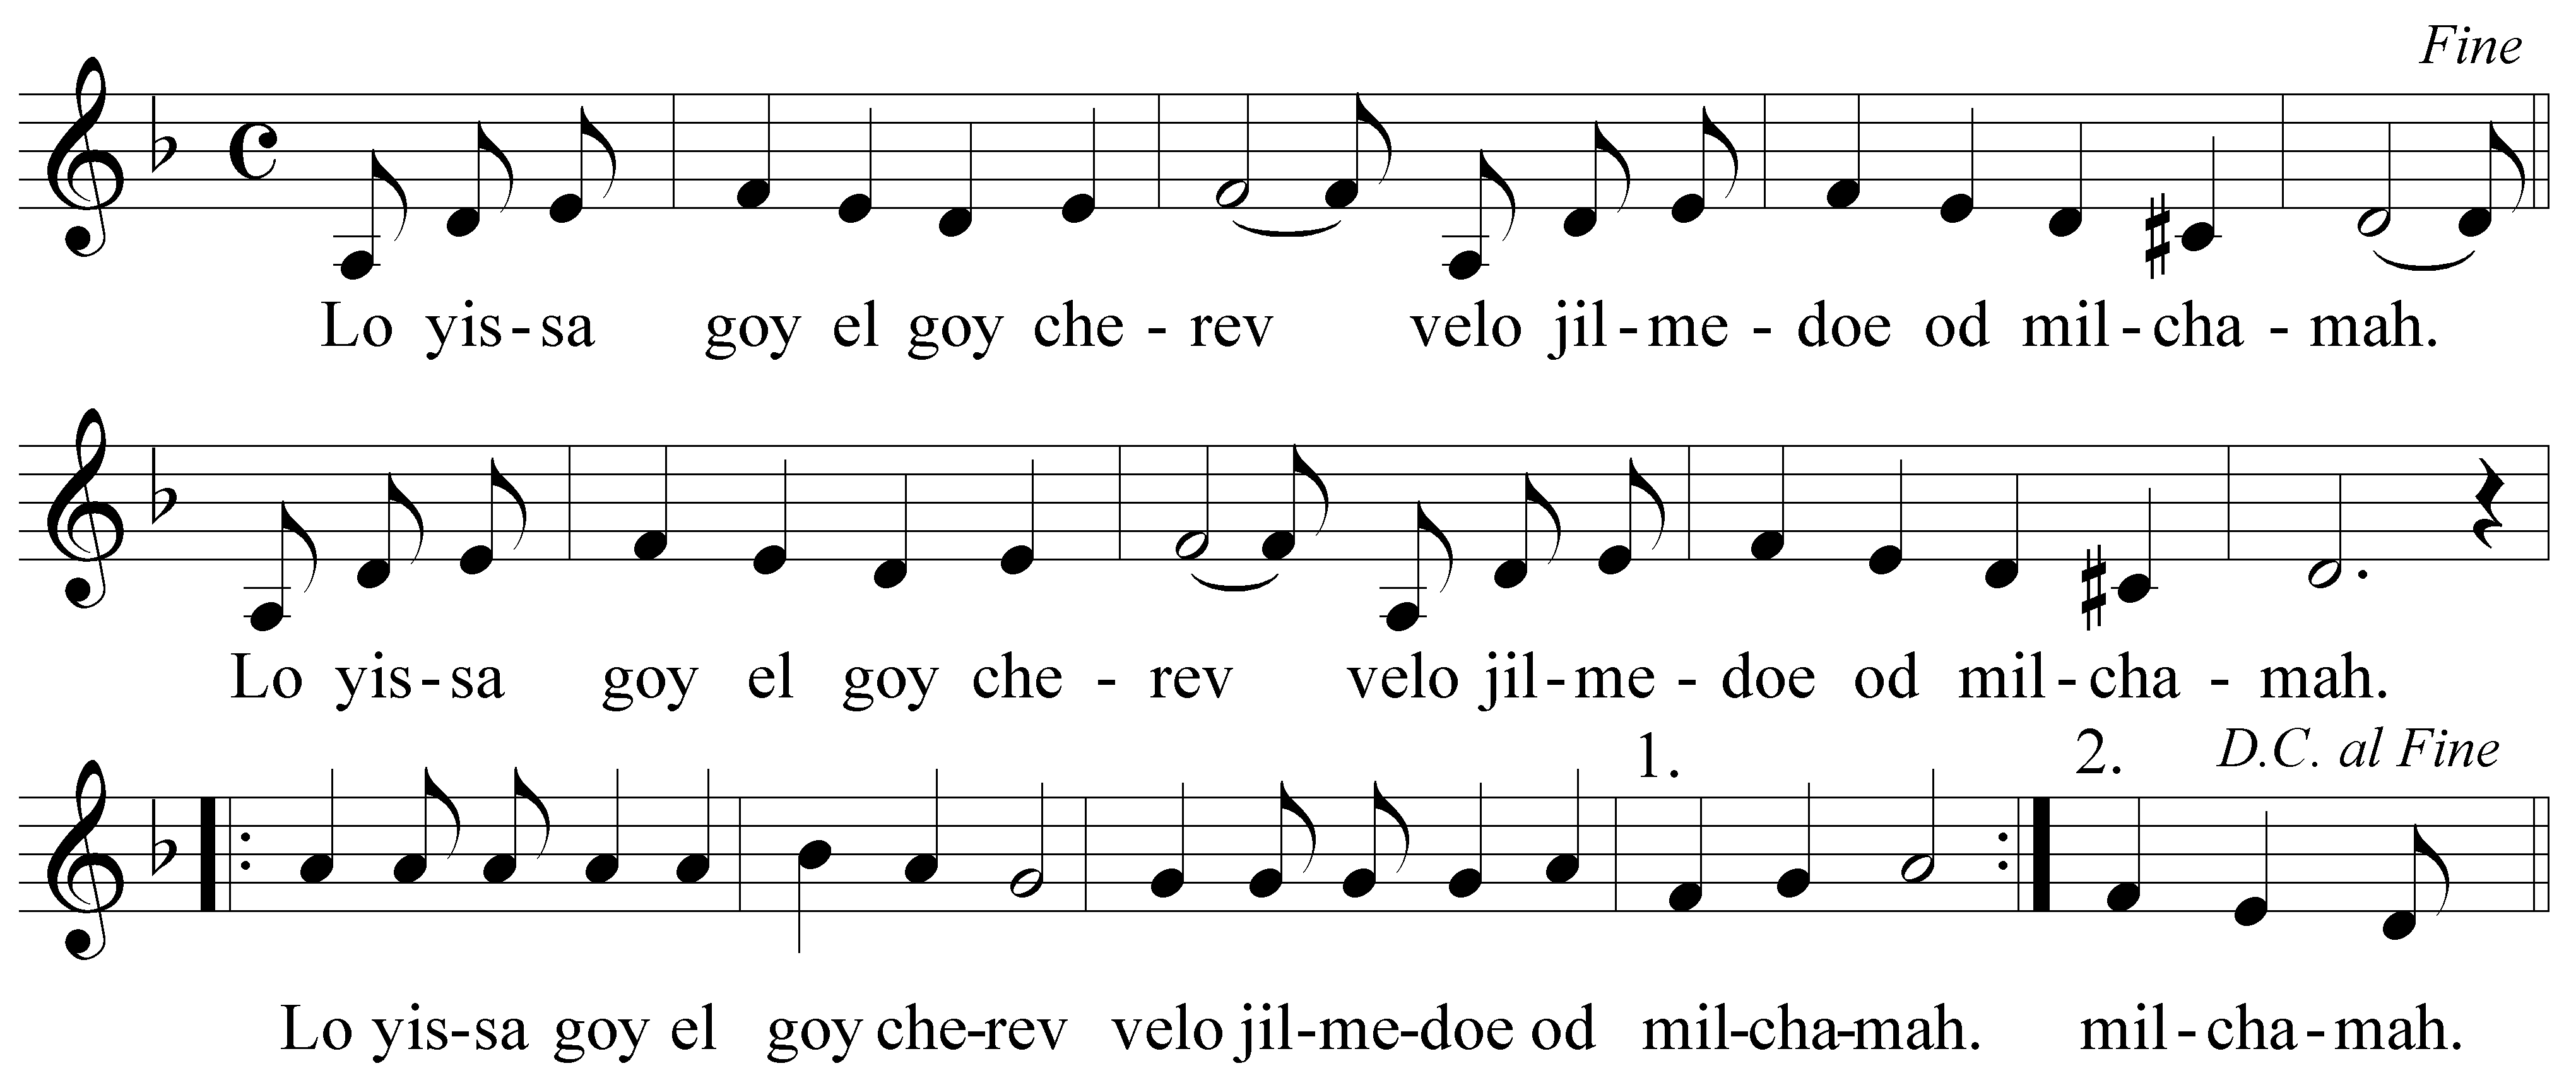 Fine
Lo yis-sa goy el goy che-rev velo jil-me-doe od mil-cha-mah.
Lo yis-sa goy el goy che-rev velo jil-me-doe od mil-cha-mah.
1. 2. D.C. al Fine
Lo yis-sa goy el goy che-rev velo jil-me-doe od mil-cha-mah. mil-cha-mah.